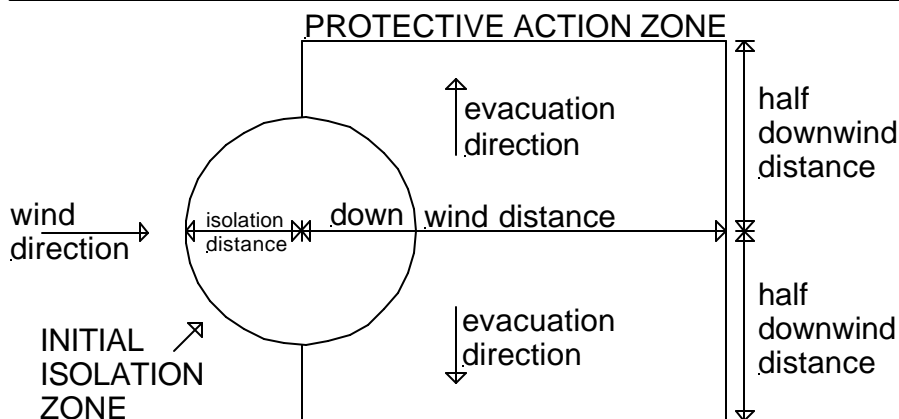 PROTECTIVE ACTION ZONE
evacuation
direction
half
downwind
distance
wind
direction
isolation
distance
down wind distance
evacuation
direction
half
downwind
distance
INITIAL
ISOLATION
ZONE